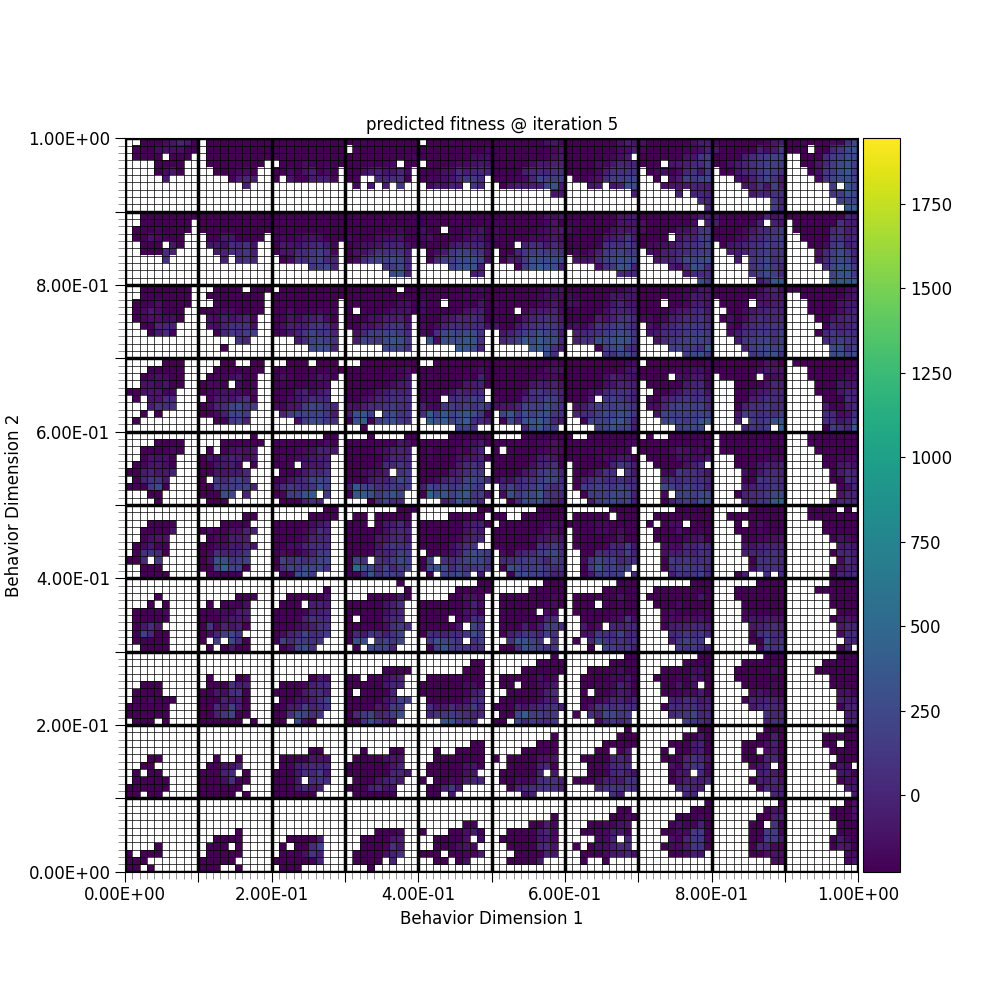 predicted fitness @ iteration 5
1.00E+00
8.00E-01
6.00E-01
4.00E-01
2.00E-01
0.00E+00
Behavior Dimension 2
0.00E+00 2.00E-01 4.00E-01 6.00E-01 8.00E-01 1.00E+00
Behavior Dimension 1
1750
1500
1250
1000
750
500
250
0